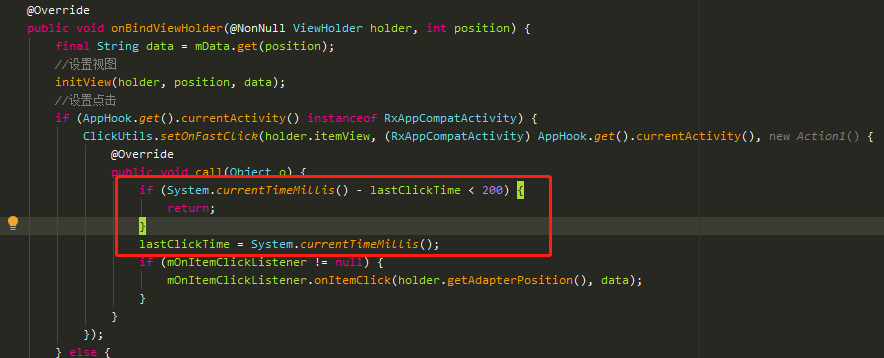 @Override
public void onBindViewHolder(@NonNull ViewHolder holder, int position) {
final String data = mData.get(position);
//设置视图
initView(holder, position, data);
//设置点击
if (AppHook.get().currentActivity() instanceof RxAppCompatActivity) {
ClickUtils.setOnFastClick(holder.itemView, (RxAppCompatActivity) AppHook.get().currentActivity(), new Action1() {
@Override
public void call(Object o) {
if (System.currentTimeMillis() - lastClickTime < 200) {
return;
}
lastClickTime = System.currentTimeMillis();
if (mOnItemClickListener != null) {
mOnItemClickListener.onItemClick(holder.getAdapterPosition(), data);
}
}
});
} else {